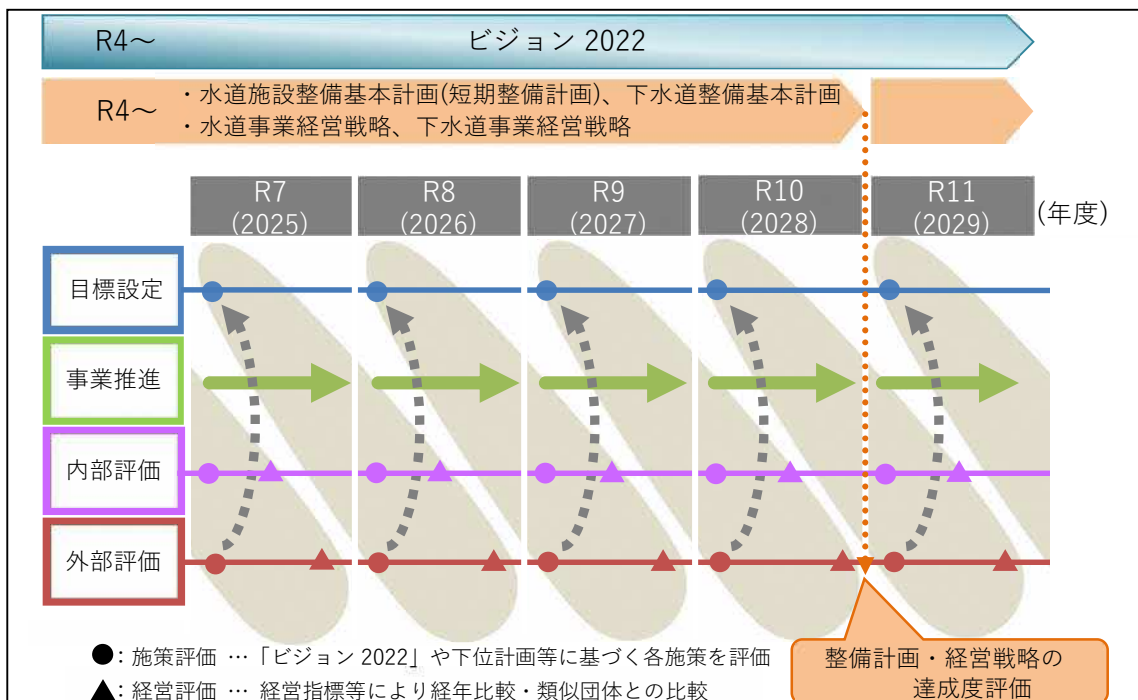 R4～ ビジョン 2022
R4～
・水道施設整備基本計画(短期整備計画)、下水道整備基本計画
・水道事業経営戦略、下水道事業経営戦略
R7 R8 R9 R10 R11
(2025) (2026) (2027) (2028) (2029) (年度)
目標設定
事業推進
内部評価
外部評価
●：施策評価 …「ビジョン 2022」や下位計画等に基づく各施策を評価
▲：経営評価 … 経営指標等により経年比較・類似団体との比較
整備計画・経営戦略の
達成度評価